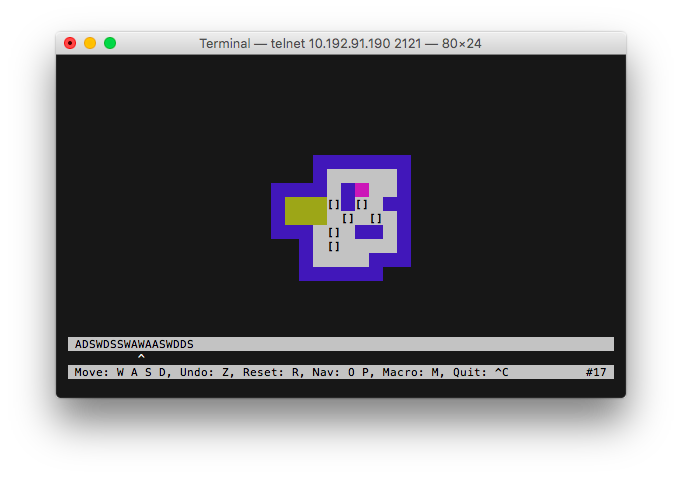 Terminal — telnet 10.192.91.190 2121 — 80×24
[] []
[] []
[]
[]
ADSWDSSWAWAASWDDS
^
Move: W A S D, Undo: Z, Reset: R, Nav: O P, Macro: M, Quit: ^C #17